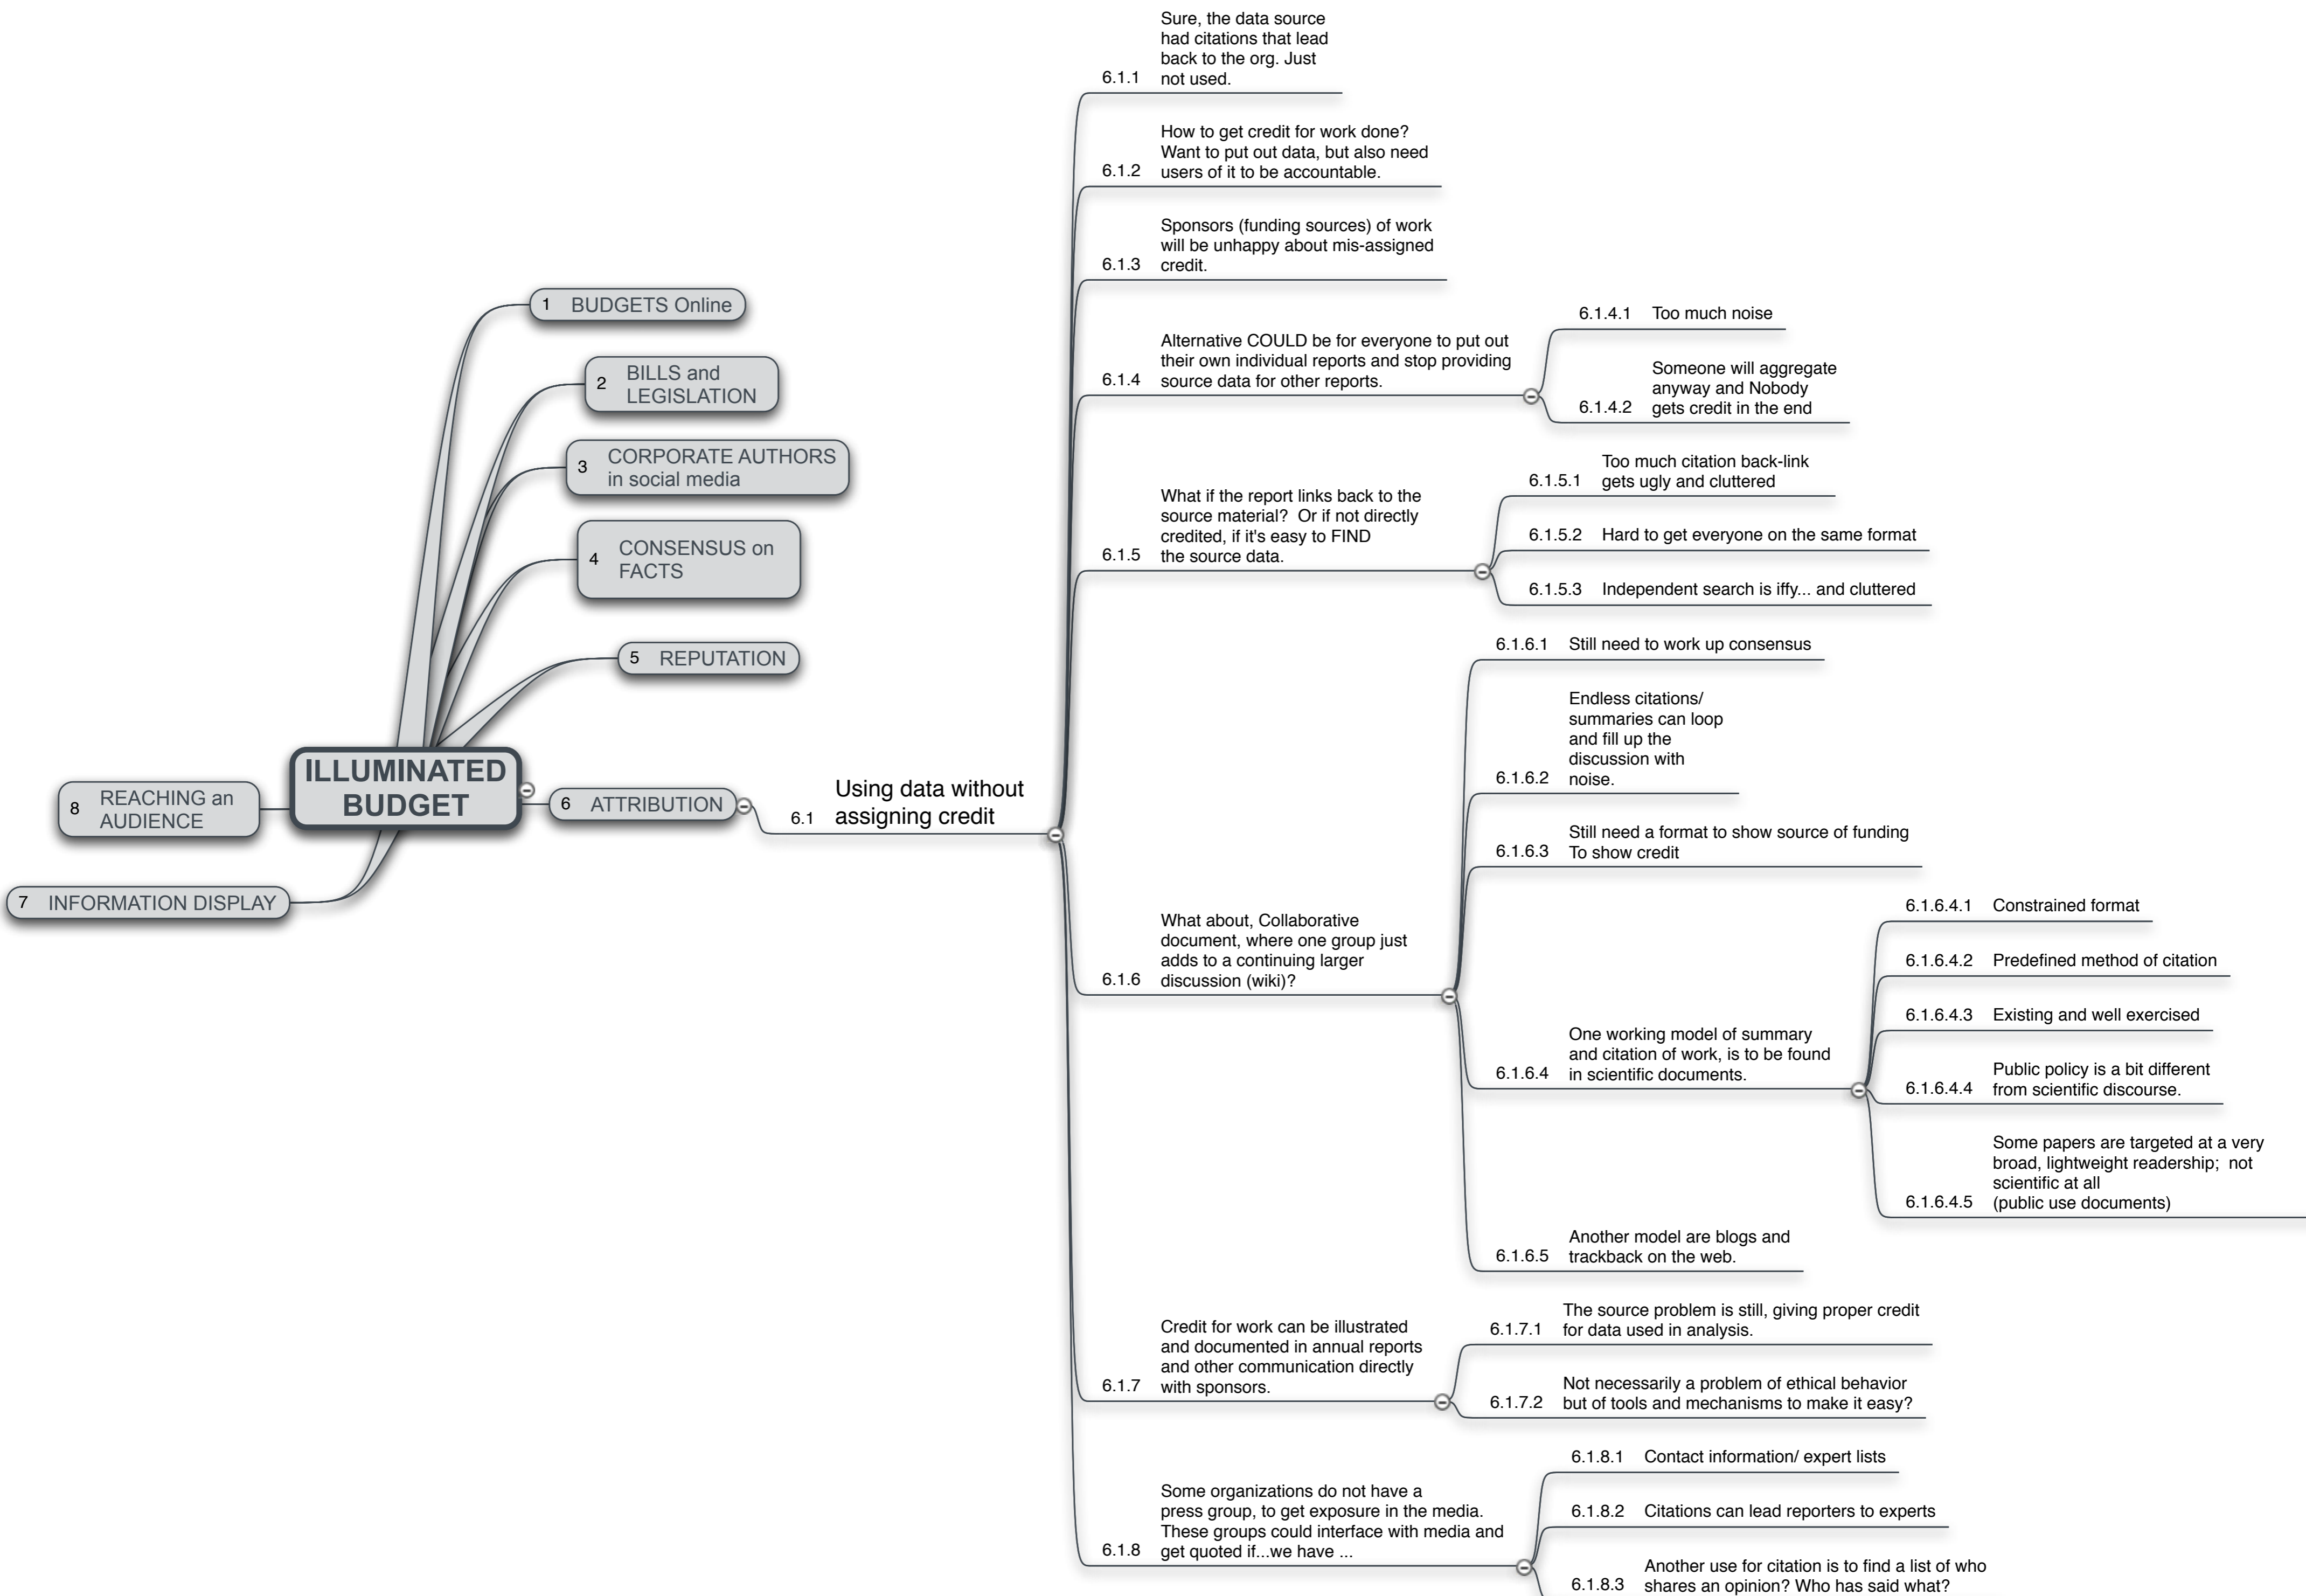 ILLUMINATED
BUDGET
1 BUDGETS Online
2 BILLS and
LEGISLATION
3 CORPORATE AUTHORS
in social media
4 CONSENSUS on
FACTS
5 REPUTATION
6 ATTRIBUTION
6.1 Using data without
assigning credit
6.1.1 Sure, the data source
had citations that lead
back to the org. Just
not used.
6.1.2 How to get credit for work done?
Want to put out data, but also need
users of it to be accountable.
6.1.3 Sponsors (funding sources) of work
will be unhappy about mis-assigned
credit.
6.1.4 Alternative COULD be for everyone to put out
their own individual reports and stop providing
source data for other reports.
6.1.4.1 Too much noise
6.1.4.2 Someone will aggregate
anyway and Nobody
gets credit in the end
6.1.5 What if the report links back to the
source material?  Or if not directly
credited, if it's easy to FIND
the source data.
6.1.5.1 Too much citation back-link
gets ugly and cluttered
6.1.5.2 Hard to get everyone on the same format
6.1.5.3 Independent search is iffy... and cluttered
6.1.6 What about, Collaborative
document, where one group just
adds to a continuing larger
discussion (wiki)?
6.1.6.1 Still need to work up consensus
6.1.6.2 Endless citations/
summaries can loop
and fill up the
discussion with
noise.
6.1.6.3 Still need a format to show source of funding
To show credit
6.1.6.4 One working model of summary
and citation of work, is to be found
in scientific documents.
6.1.6.4.1 Constrained format
6.1.6.4.2 Predefined method of citation
6.1.6.4.3 Existing and well exercised
6.1.6.4.4 Public policy is a bit different
from scientific discourse.
6.1.6.4.5 Some papers are targeted at a very
broad, lightweight readership;  not
scientific at all
(public use documents)
6.1.6.5 Another model are blogs and
trackback on the web.
6.1.7 Credit for work can be illustrated
and documented in annual reports
and other communication directly
with sponsors.
6.1.7.1 The source problem is still, giving proper credit
for data used in analysis.
6.1.7.2 Not necessarily a problem of ethical behavior
but of tools and mechanisms to make it easy?
6.1.8 Some organizations do not have a
press group, to get exposure in the media.
These groups could interface with media and
get quoted if...we have ...
6.1.8.1 Contact information/ expert lists
6.1.8.2 Citations can lead reporters to experts
6.1.8.3 Another use for citation is to find a list of who
shares an opinion? Who has said what?
7 INFORMATION DISPLAY
8 REACHING an
AUDIENCE